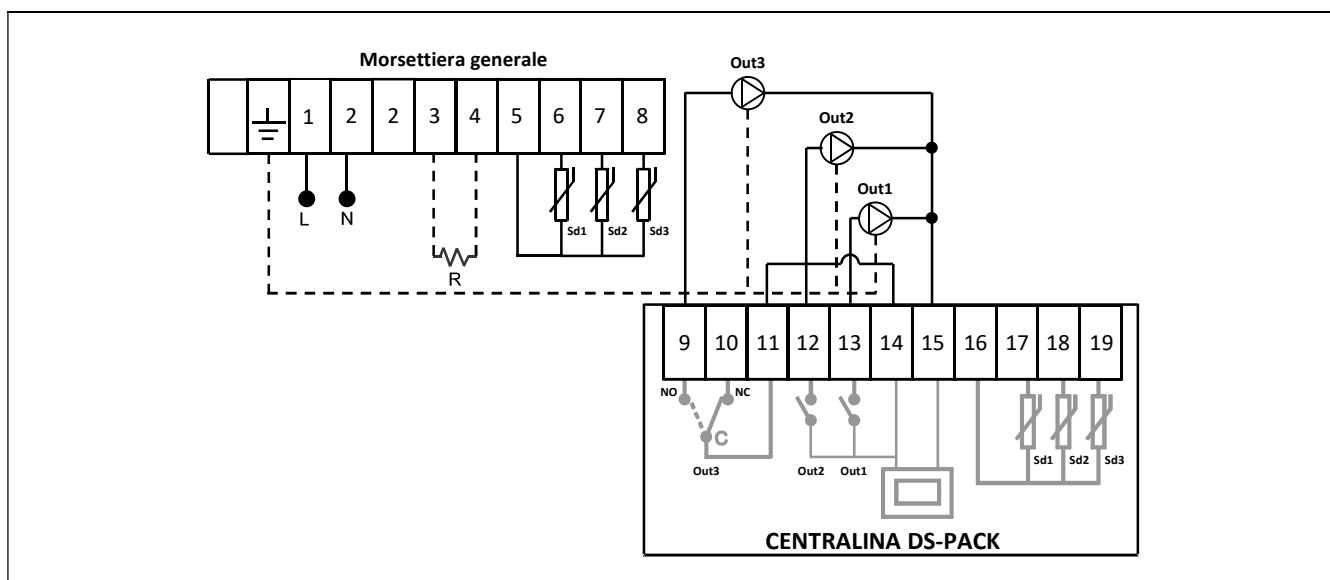 Morsettiera generale
1 2 2 3 4 5 6 7 8
L N
R
Sd1 Sd2 Sd3
Out3
Out2
Out1
9 10 11 12 13 14 15 16 17 18 19
NO NC
C
Out3 Out2 Out1
Sd1 Sd2 Sd3
CENTRALINA DS-PACK